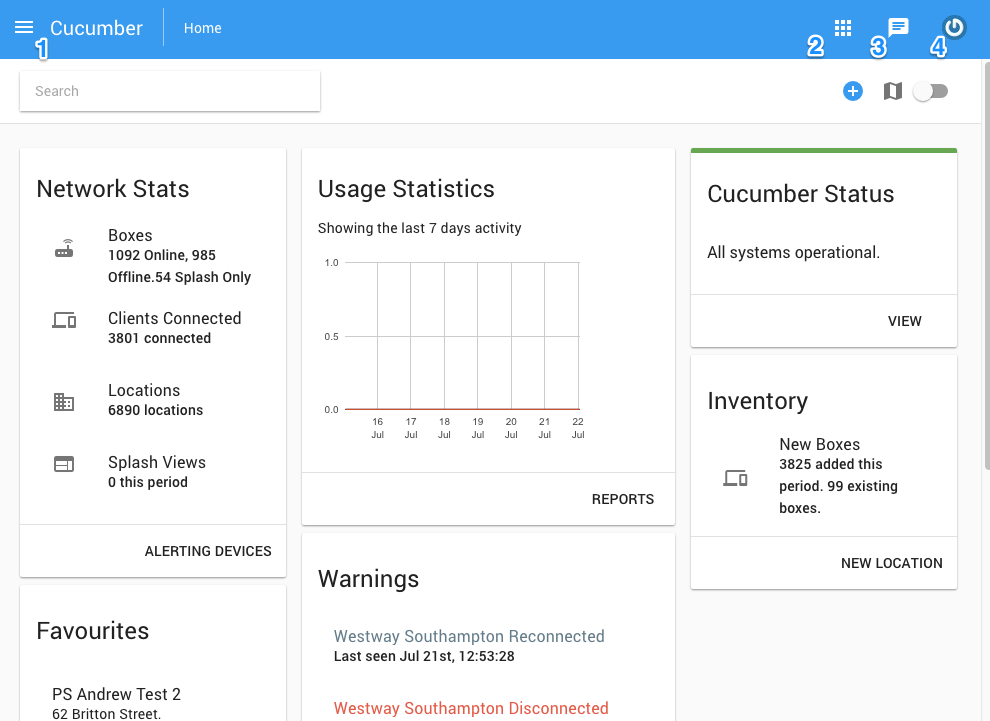 Cucumber
Home
1
2
3
4
Search
Network Stats
Boxes
1092 Online, 985
Offline.54 Splash Only
Clients Connected
3801 connected
Locations
6890 locations
Splash Views
0 this period
ALERTING DEVICES
Favourites
PS Andrew Test 2
62 Britton Street.
Usage Statistics
Showing the last 7 days activity
1.0
0.5
0.0
16 17 18 19 20 21 22
Jul Jul Jul Jul Jul Jul Jul
REPORTS
Warnings
Westway Southampton Reconnected
Last seen Jul 21st, 12:53:28
Westway Southampton Disconnected
Cucumber Status
All systems operational.
VIEW
Inventory
New Boxes
3825 added this
period. 99 existing
boxes.
NEW LOCATION